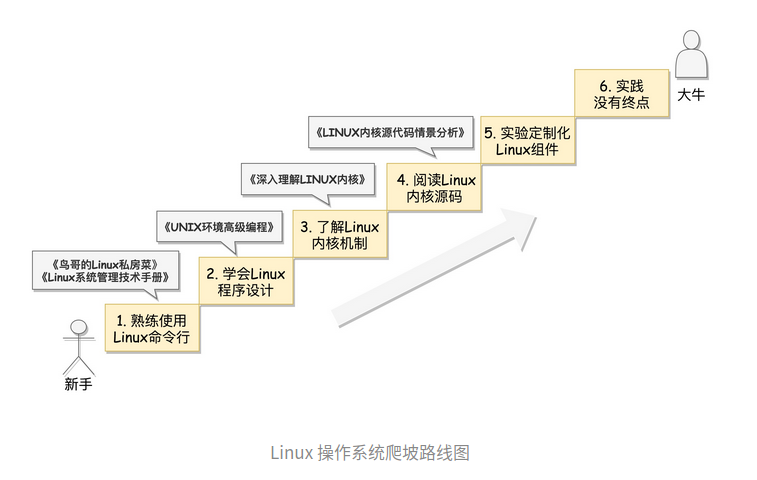 6. 实践
没有终点
大牛
《LINUX内核源代码情景分析》
5. 实验定制化
Linux组件
《深入理解LINUX内核》
4. 阅读Linux
内核源码
《UNIX环境高级编程》
3. 了解Linux
内核机制
《鸟哥的Linux私房菜》
《Linux系统管理技术手册》
2. 学会Linux
程序设计
1. 熟练使用
Linux命令行
新手
Linux 操作系统爬坡路线图